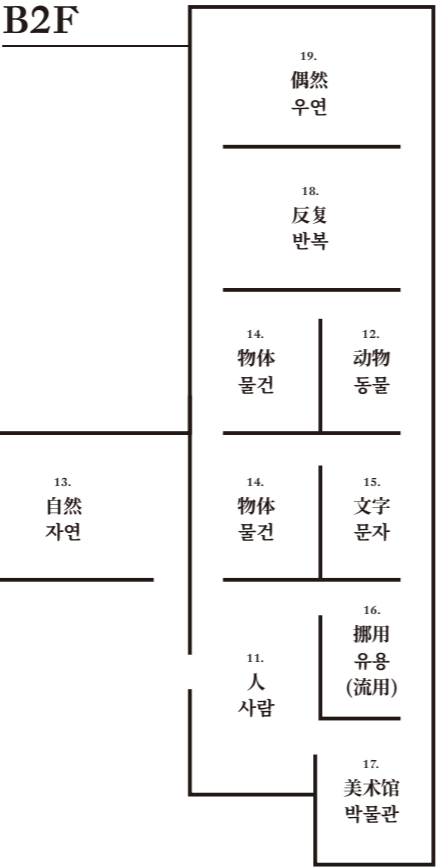 B2F
19.
偶然
우연
18.
反复
반복
14.
物体
물건
12.
动物
동물
13.
自然
자연
14.
物体
물건
15.
文字
문자
16.
挪用
유용
(流用)
11.
人
사람
17.
美术馆
박물관